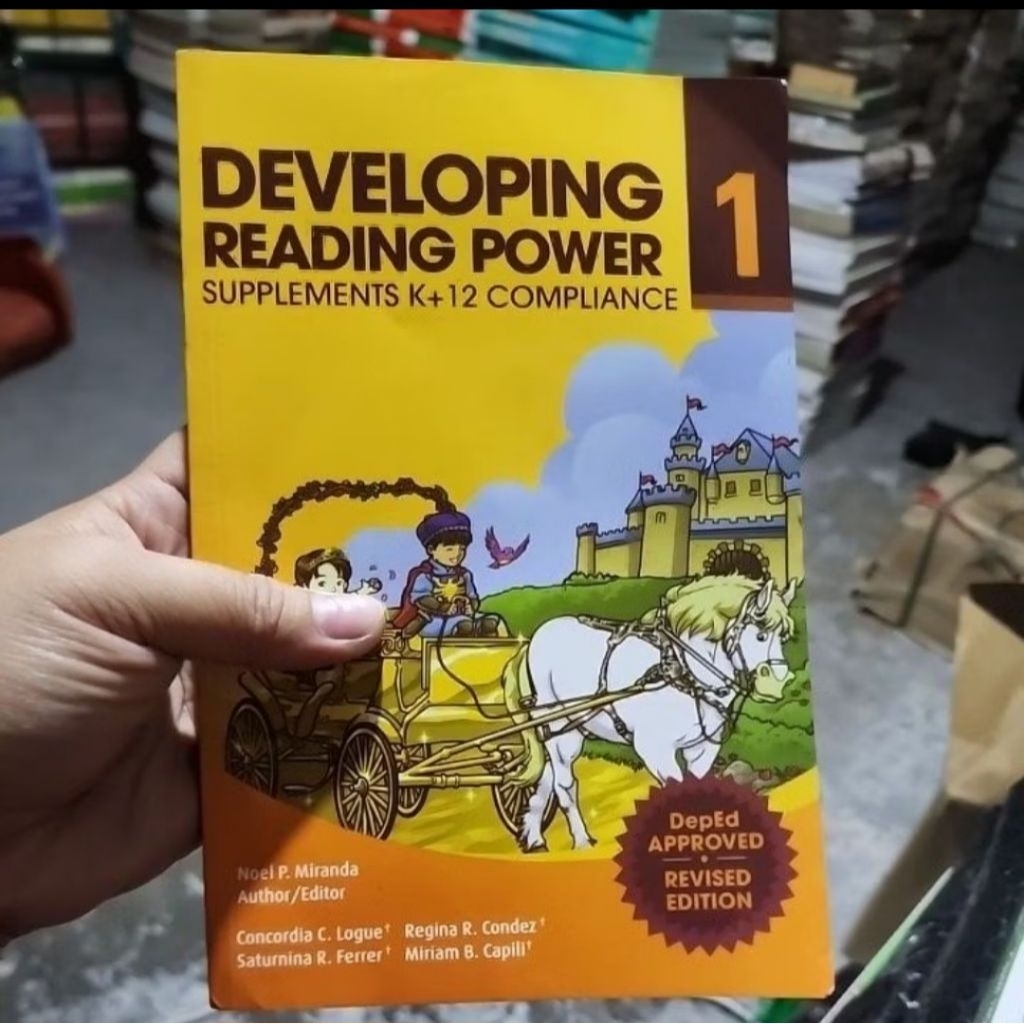 DEVELOPING
READING POWER
SUPPLEMENTS K+12 COMPLIANCE
1
DepEd
APPROVED
REVISED
EDITION
Noel P. Miranda
Author/Editor
Concordia C. Logue† Regina R. Condez†
Saturnina R. Ferrer† Miriam B. Capili†